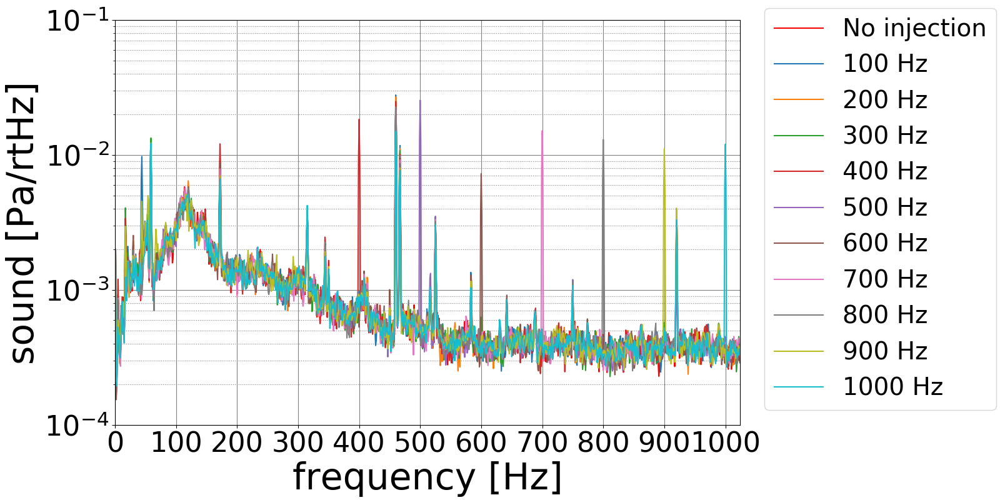 10⁻¹
10⁻²
10⁻³
10⁻⁴
sound [Pa/rtHz]
0 100 200 300 400 500 600 700 800 900 1000
frequency [Hz]
No injection
100 Hz
200 Hz
300 Hz
400 Hz
500 Hz
600 Hz
700 Hz
800 Hz
900 Hz
1000 Hz